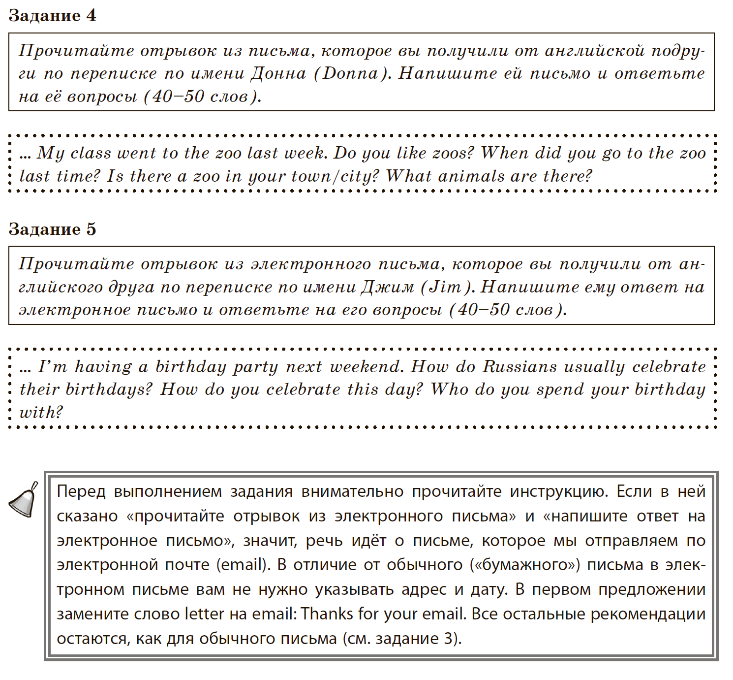 Задание 4
Прочитайте отрывок из письма, которое вы получили от английской подру-
ги по переписке по имени Донна (Donna). Напишите ей письмо и ответьте
на её вопросы (40–50 слов).
... My class went to the zoo last week. Do you like zoos? When did you go to the zoo
last time? Is there a zoo in your town/city? What animals are there?
Задание 5
Прочитайте отрывок из электронного письма, которое вы получили от ан-
глийского друга по переписке по имени Джим (Jim). Напишите ему ответ на
электронное письмо и ответьте на его вопросы (40–50 слов).
... I'm having a birthday party next weekend. How do Russians usually celebrate
their birthdays? How do you celebrate this day? Who do you spend your birthday
with?
Перед выполнением задания внимательно прочитайте инструкцию. Если в ней
сказано «прочитайте отрывок из электронного письма» и «напишите ответ на
электронное письмо», значит, речь идёт о письме, которое мы отправляем по
электронной почте (email). В отличие от обычного («бумажного») письма в элек-
тронном письме вам не нужно указывать адрес и дату. В первом предложении
замените слово letter на email: Thanks for your email. Все остальные рекомендации
остаются, как для обычного письма (см. задание 3).